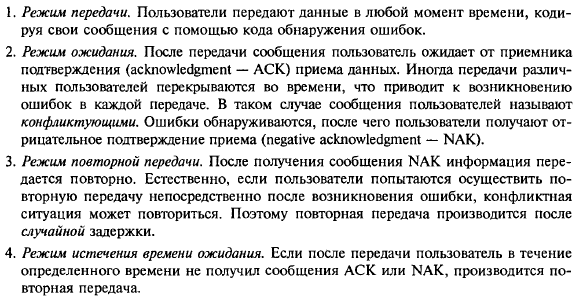 1. Режим передачи. Пользователи передают данные в любой момент времени, кодируя
руя свои сообщения с помощью кода обнаружения ошибок.
2. Режим ожидания. После передачи сообщения пользователь ожидает от приемника
подтверждения (acknowledgment — ACK) приема данных. Иногда передачи различ-
ных пользователей перекрываются во времени, что приводит к возникновению
ошибок в каждой передаче. В таком случае сообщения пользователей называют
конфликтующими. Ошибки обнаруживаются, после чего пользователи получают от-
рицательное подтверждение приема (negative acknowledgment — NAK).
3. Режим повторной передачи. После получения сообщения NAK информация пере-
дается повторно. Естественно, если пользователи попытаются осуществить по-
вторную передачу непосредственно после возникновения ошибки, конфликтная
ситуация может повториться. Поэтому повторная передача производится после
случайной задержки.
4. Режим истечения времени ожидания. Если после передачи пользователь в течение
определенного времени не получил сообщения ACK или NAK, производится по-
вторная передача.